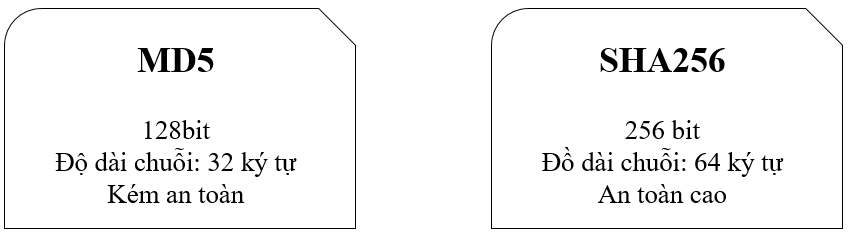 MD5
128bit
Độ dài chuỗi: 32 ký tự
Kém an toàn
SHA256
256 bit
Đồ dài chuỗi: 64 ký tự
An toàn cao